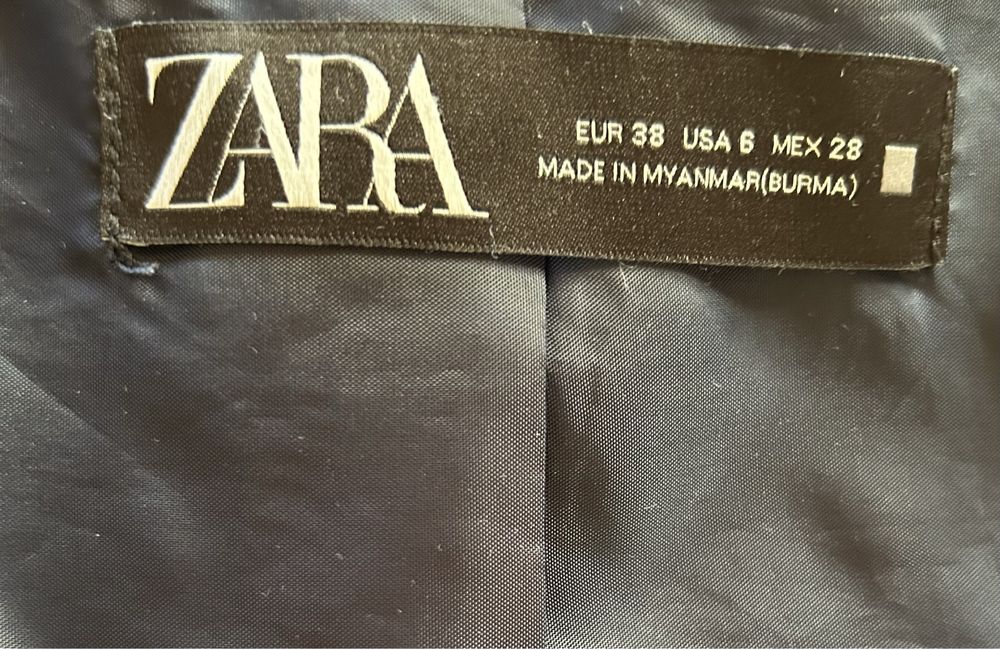 ZARA
EUR 38 USA 6 MEX 28
MADE IN MYANMAR(BURMA)